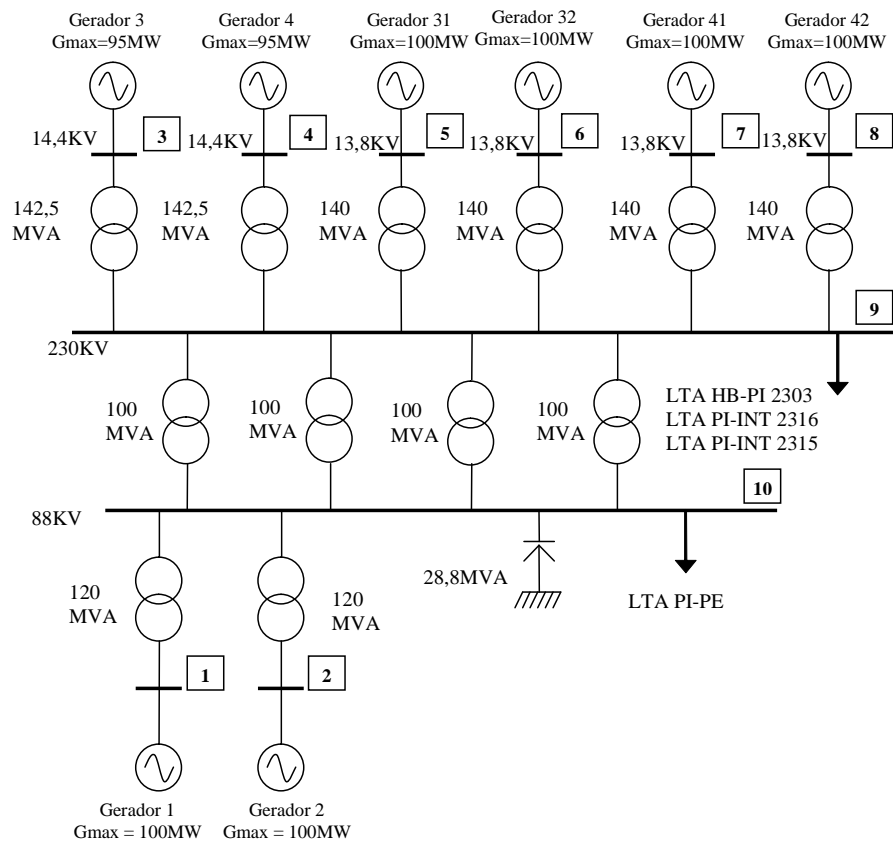 Gerador 3 Gerador 4 Gerador 31 Gerador 32 Gerador 41 Gerador 42
Gmax=95MW Gmax=95MW Gmax=100MW Gmax=100MW Gmax=100MW Gmax=100MW
3 4 5 6 7 8
14,4KV 14,4KV 13,8KV 13,8KV 13,8KV 13,8KV
142,5 142,5 140 140 140 140
MVA MVA MVA MVA MVA MVA
9
230KV
100 100 100 100
MVA MVA MVA MVA
LTA HB-PI 2303
LTA PI-INT 2316
LTA PI-INT 2315
10
88KV
28,8MVA
120 120
MVA MVA
LTA PI-PE
1 2
Gerador 1 Gerador 2
Gmax = 100MW Gmax = 100MW